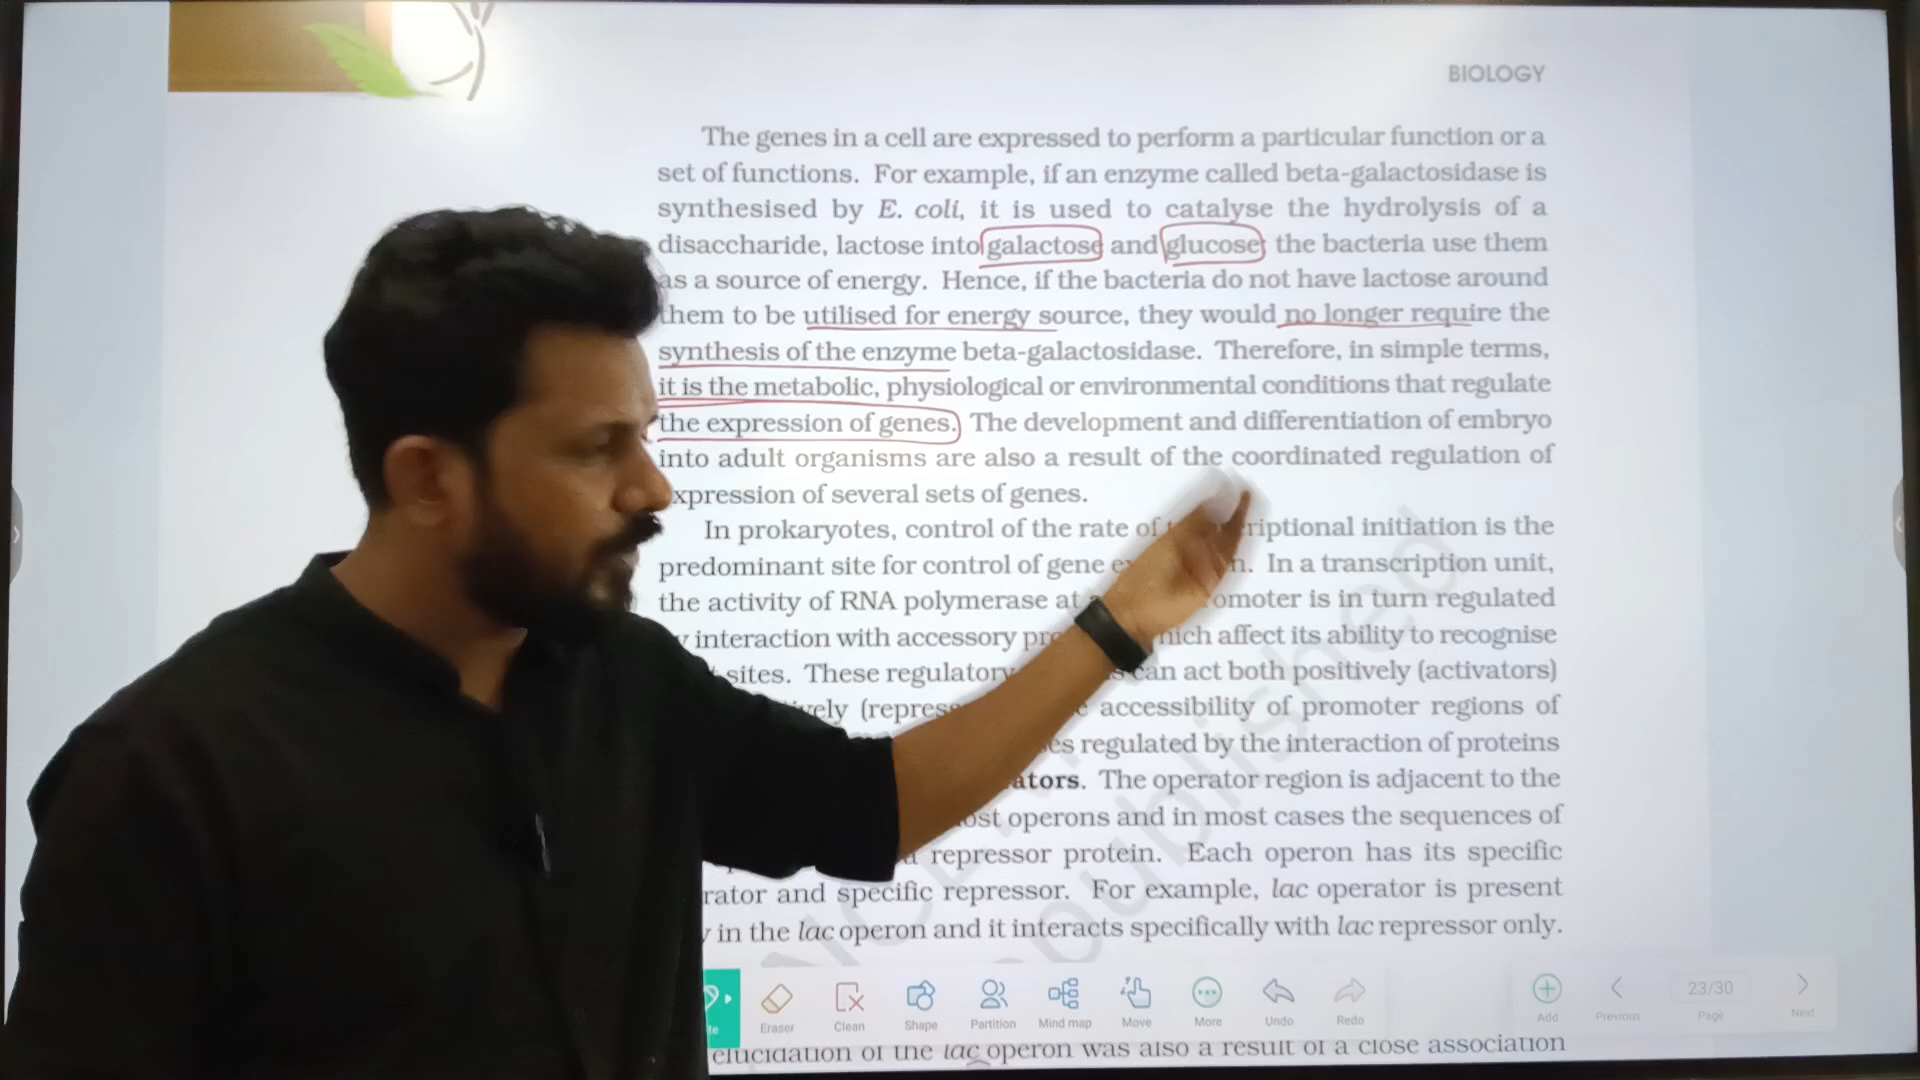 BIOLOGY
The genes in a cell are expressed to perform a particular function or a
set of functions. For example, if an enzyme called beta-galactosidase is
synthesised by E. coli, it is used to catalyse the hydrolysis of a
disaccharide, lactose into galactose and glucose; the bacteria use them
as a source of energy. Hence, if the bacteria do not have lactose around
them to be utilised for energy source, they would no longer require the
synthesis of the enzyme beta-galactosidase. Therefore, in simple terms,
it is the metabolic, physiological or environmental conditions that regulate
the expression of genes. The development and differentiation of embryo
into adult organisms are also a result of the coordinated regulation of
xpression of several sets of genes.
In prokaryotes, control of the rate of riptional initiation is the
predominant site for control of gene n. In a transcription unit,
the activity of RNA polymerase at omoter is in turn regulated
y interaction with accessory pro hich affect its ability to recognise
sites. These regulatory s can act both positively (activators)
vely (repress accessibility of promoter regions of
es regulated by the interaction of proteins
ators. The operator region is adjacent to the
ost operons and in most cases the sequences of
repressor protein. Each operon has its specific
rator and specific repressor. For example, lac operator is present
y in the lac operon and it interacts specifically with lac repressor only.
te Eraser Clean Shape Partition Mind map Move More Undo Redo Add Previous 23/30 Page Next
elucidation of the lac operon was also a result of a close association
published